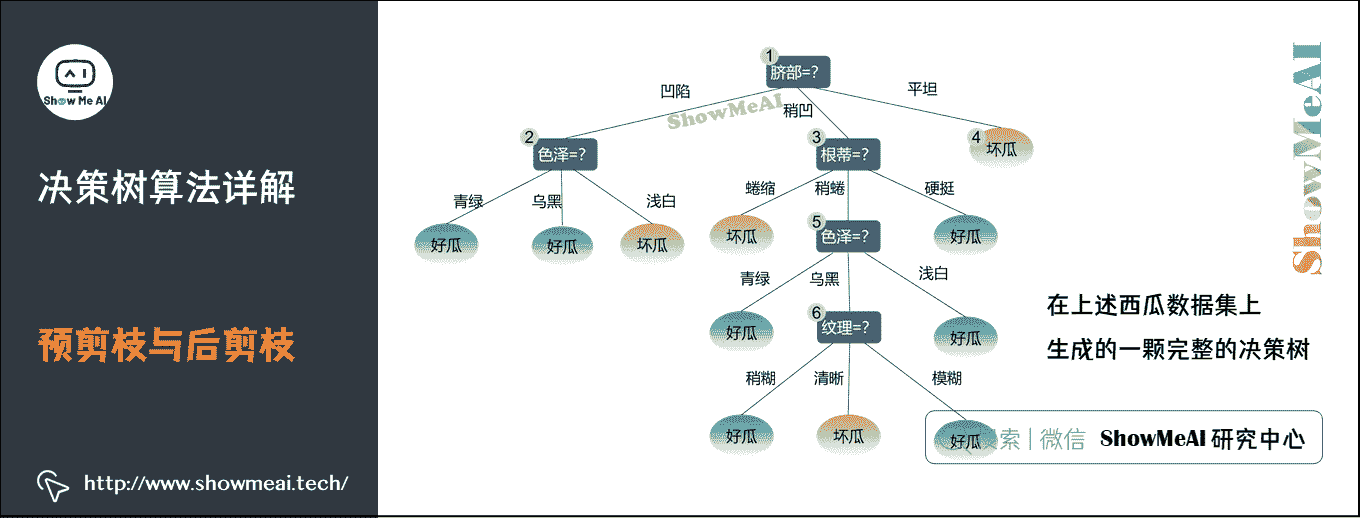 Show Me AI
决策树算法详解
预剪枝与后剪枝
http://www.showmeai.tech/
ShowMeAI
1
脐部=?
凹陷
稍凹
平坦
ShowMeAI
2
色泽=?
3
根蒂=?
4
坏瓜
青绿
乌黑
浅白
蜷缩
稍蜷
硬挺
好瓜
好瓜
坏瓜
坏瓜
5
色泽=?
好瓜
青绿
乌黑
浅白
好瓜
6
纹理=?
好瓜
稍糊
清晰
模糊
好瓜
坏瓜
好瓜
在上述西瓜数据集上
生成的一颗完整的决策树
索 | 微信 ShowMeAI 研究中心